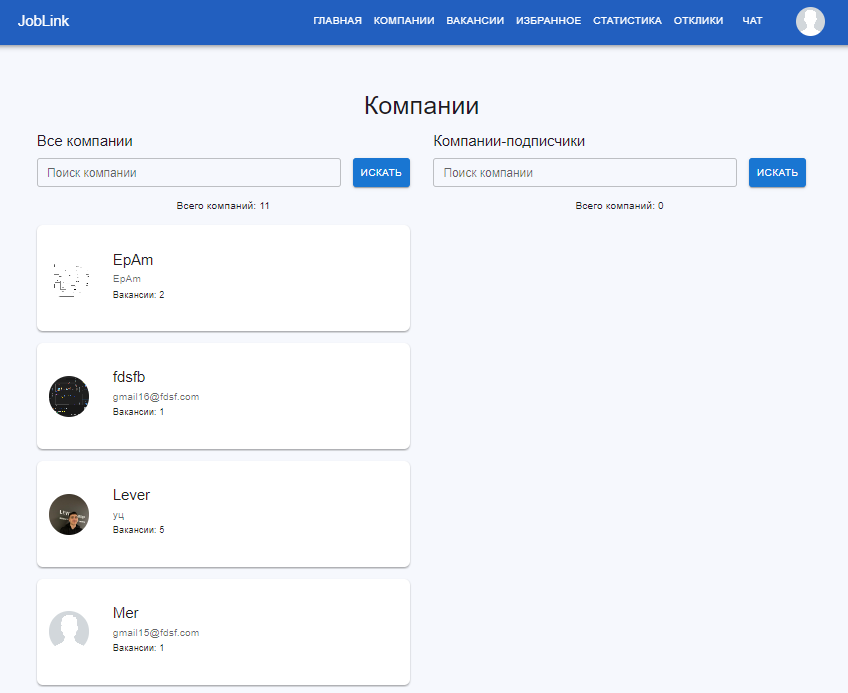 JobLink
ГЛАВНАЯ КОМПАНИИ ВАКАНСИИ ИЗБРАННОЕ СТАТИСТИКА ОТКЛИКИ ЧАТ
Компании
Все компании
Поиск компании ИСКАТЬ
Всего компаний: 11
EpAm
EpAm
Вакансии: 2
fdsfb
gmail16@fdsf.com
Вакансии: 1
Lever
уц
Вакансии: 5
Mer
gmail15@fdsf.com
Вакансии: 1
Компании-подписчики
Поиск компании ИСКАТЬ
Всего компаний: 0